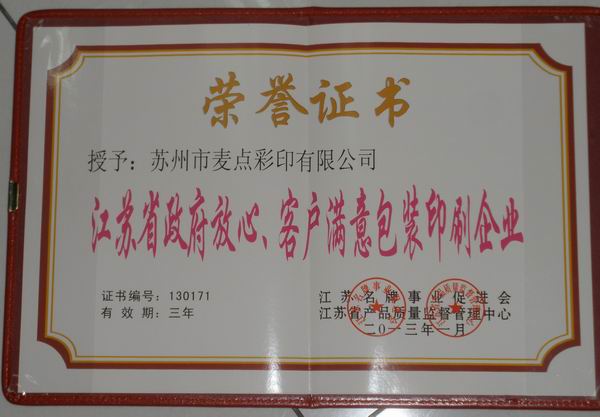 荣誉证书
授予：苏州市麦点彩印有限公司
江苏省政府放心、客户满意包装印刷企业
证书编号：130171
有效期：三年
江苏名牌事业促进会
江苏省产品质量监督管理中心
二〇一三年一月